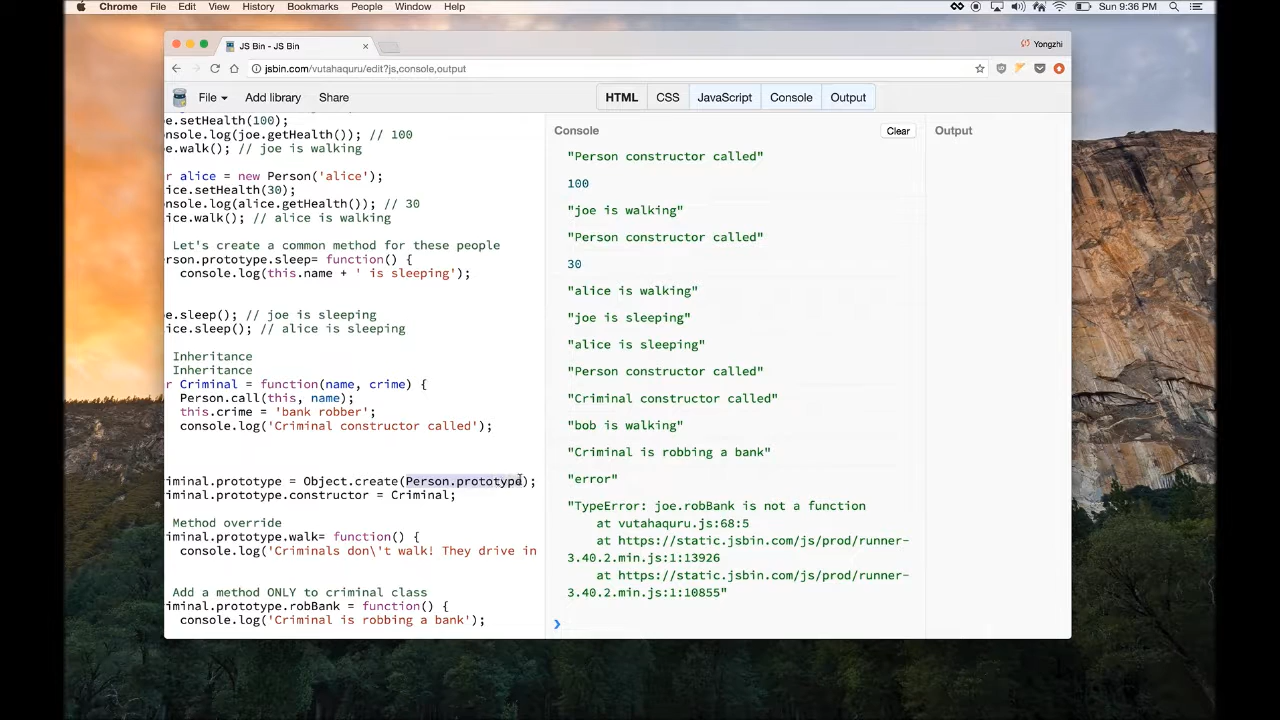 Chrome File Edit View History Bookmarks People Window Help Sun 9:36 PM
JS Bin - JS Bin Yongzhi
jsbin.com/vutahaquru/edit?js,console,output
File Add library Share HTML CSS JavaScript Console Output
e.setHealth(100);
nsole.log(joe.getHealth()); // 100
e.walk(); // joe is walking
r alice = new Person('alice');
ice.setHealth(30);
nsole.log(alice.getHealth()); // 30
ice.walk(); // alice is walking
Let's create a common method for these people
erson.prototype.sleep= function() {
console.log(this.name + ' is sleeping');
e.sleep(); // joe is sleeping
ice.sleep(); // alice is sleeping
Inheritance
Inheritance
r Criminal = function(name, crime) {
Person.call(this, name);
this.crime = 'bank robber';
console.log('Criminal constructor called');
iminal.prototype = Object.create(Person.prototype);
iminal.prototype.constructor = Criminal;
Method override
iminal.prototype.walk= function() {
console.log('Criminals don\'t walk! They drive in
Add a method ONLY to criminal class
iminal.prototype.robBank = function() {
console.log('Criminal is robbing a bank');
Console Clear
"Person constructor called"
100
"joe is walking"
"Person constructor called"
30
"alice is walking"
"joe is sleeping"
"alice is sleeping"
"Person constructor called"
"Criminal constructor called"
"bob is walking"
"Criminal is robbing a bank"
"error"
"TypeError: joe.robBank is not a function
at vutahaquru.js:68:5
at https://static.jsbin.com/js/prod/runner-
3.40.2.min.js:1:13926
at https://static.jsbin.com/js/prod/runner-
3.40.2.min.js:1:10855"
Output